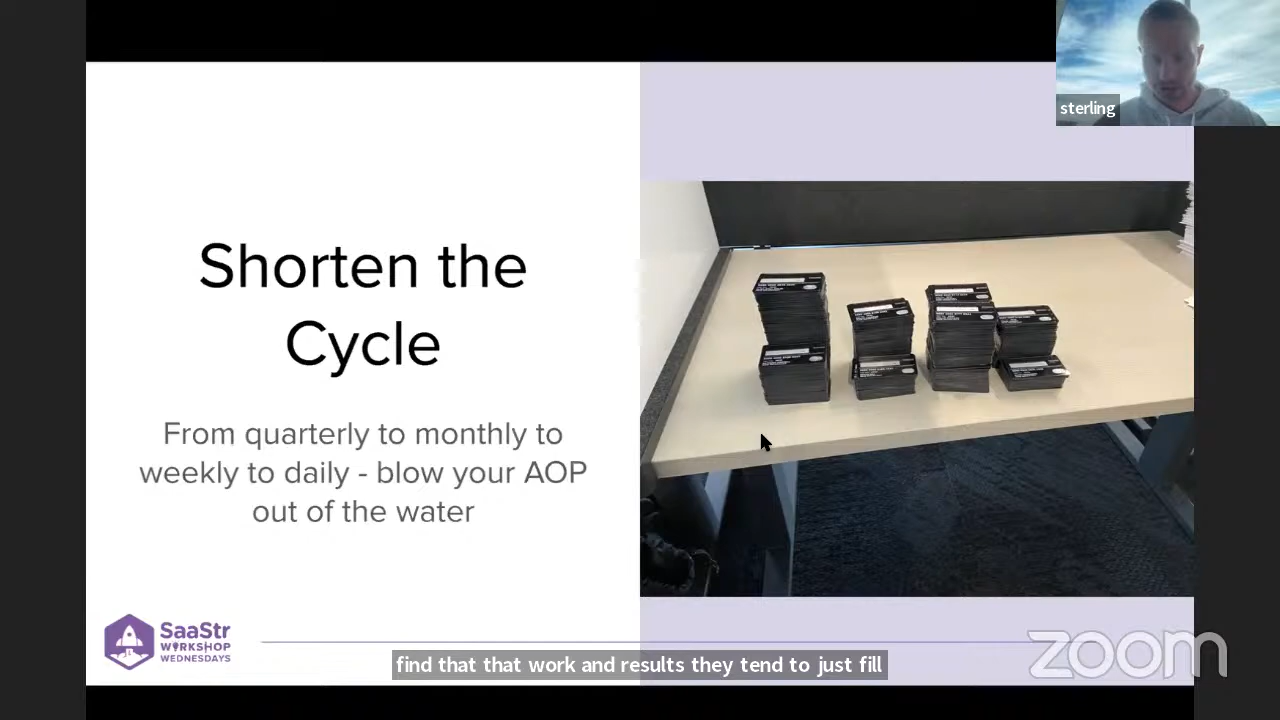 sterling
Shorten the
Cycle
From quarterly to monthly to
weekly to daily - blow your AOP
out of the water
SaaStr
WORKSHOP
WEDNESDAYS
find that that work and results they tend to just fill
zoom